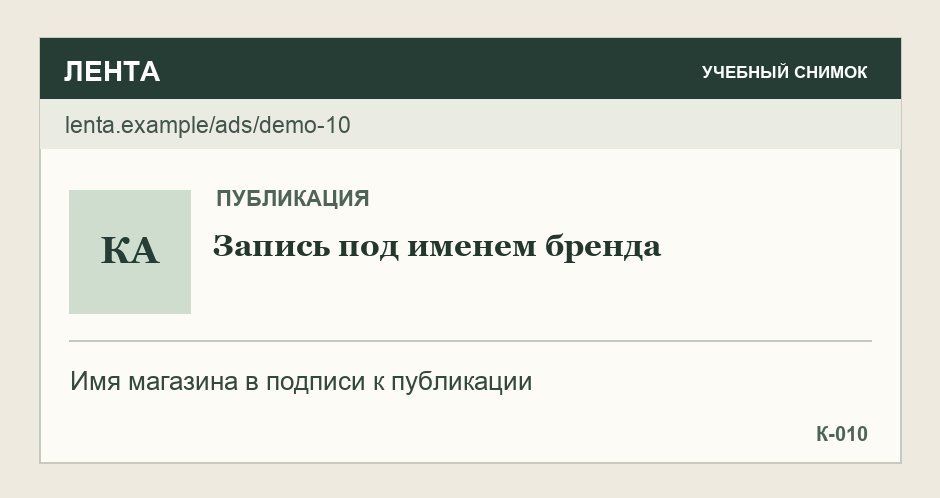 ЛЕНТА
УЧЕБНЫЙ СНИМОК
lenta.example/ads/demo-10
КА
ПУБЛИКАЦИЯ
Запись под именем бренда
Имя магазина в подписи к публикации
К-010